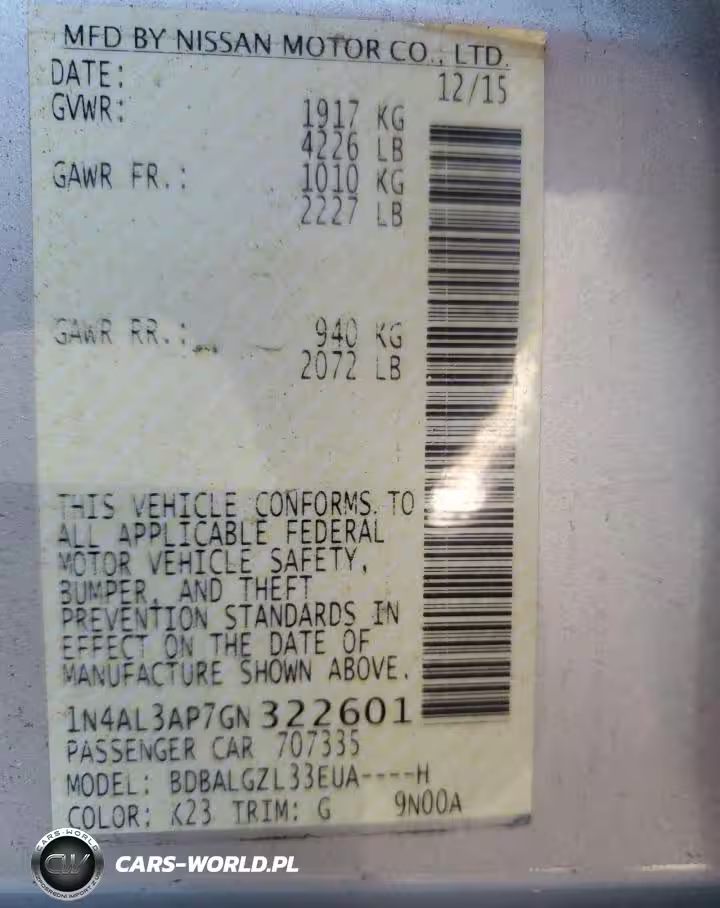 MFD BY NISSAN MOTOR CO., LTD.
DATE: 12/15
GVWR: 1917 KG
4226 LB
GAWR FR.: 1010 KG
2227 LB
GAWR RR.: 940 KG
2072 LB
THIS VEHICLE CONFORMS TO
ALL APPLICABLE FEDERAL
MOTOR VEHICLE SAFETY,
BUMPER, AND THEFT
PREVENTION STANDARDS IN
EFFECT ON THE DATE OF
MANUFACTURE SHOWN ABOVE.
1N4AL3AP7GN322601
PASSENGER CAR 707335
MODEL: BDBALGZL33EUA----H
COLOR: K23 TRIM: G 9N00A
CARS-WORLD
CW
CARS-WORLD.PL